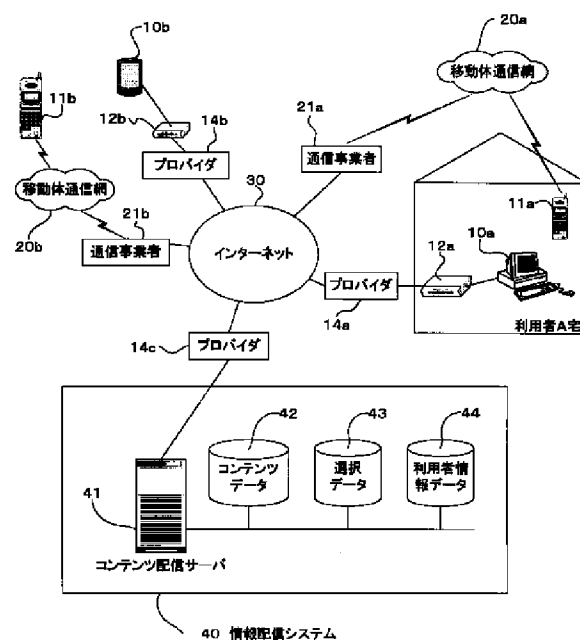 10b
20a
移動体通信網
11b
12b
14b
プロバイダ
21a
通信事業者
30
移動体通信網
20b
21b
通信事業者
インターネット
11a
10a
12a
プロバイダ
14a
利用者A宅
14c
プロバイダ
42
コンテンツ
データ
43
選択
データ
44
利用者情
報データ
41
コンテンツ配信サーバ
40 情報配信システム